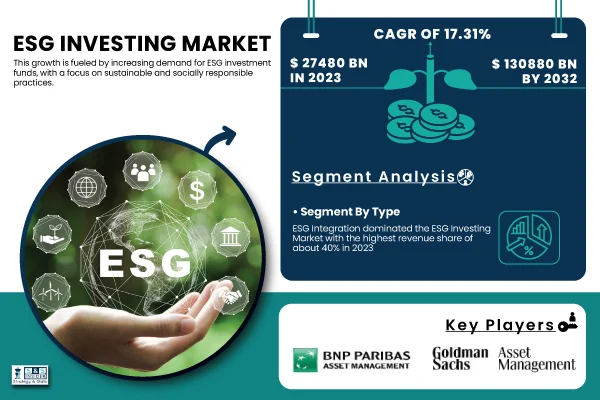 ESG INVESTING MARKET
This growth is fueled by increasing demand for ESG investment
funds, with a focus on sustainable and socially responsible
practices.
CAGR OF 17.31%
$ 27480 BN
IN 2023
$ 130880 BN
BY 2032
Segment Analysis
• Segment By Type
ESG Integration dominated the ESG Investing
Market with the highest revenue share of
about 40% in 2023
$
ESG
Key Players
BNP PARIBAS
ASSET MANAGEMENT
Goldman
Sachs
Asset
Management
Strategy & Stats